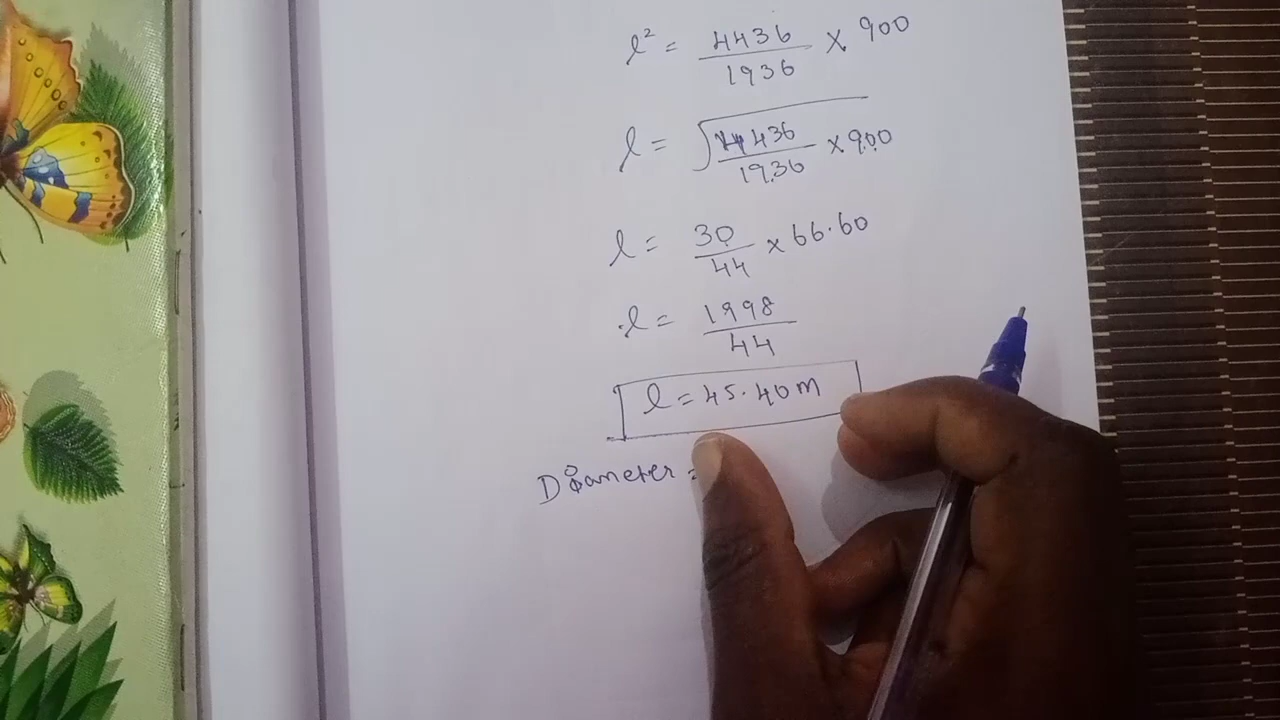 l² = 4436/1936 × 900
l = √(4436/1936 × 900)
l = 30/44 × 66.60
l = 1998/44
l = 45.40m
Diameter =